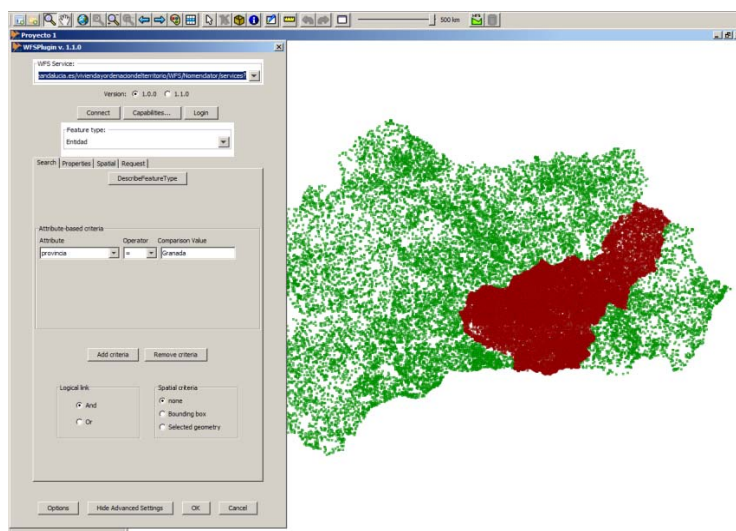 500 km
Proyecto 1
WFSPlugin v. 1.1.0
WFS Service:
andalucia.es/viviendayordenaciondelterritorio/WFS/Nomenclator/services?
Version: 1.0.0 1.1.0
Connect Capabilities... Login
Feature type:
Entidad
Search Properties Spatial Request
DescribeFeatureType
Attribute-based criteria
Attribute Operator Comparison Value
provincia = Granada
Add criteria Remove criteria
Logical link Spatial criteria
And none
Or Bounding box
Selected geometry
Options Hide Advanced Settings OK Cancel